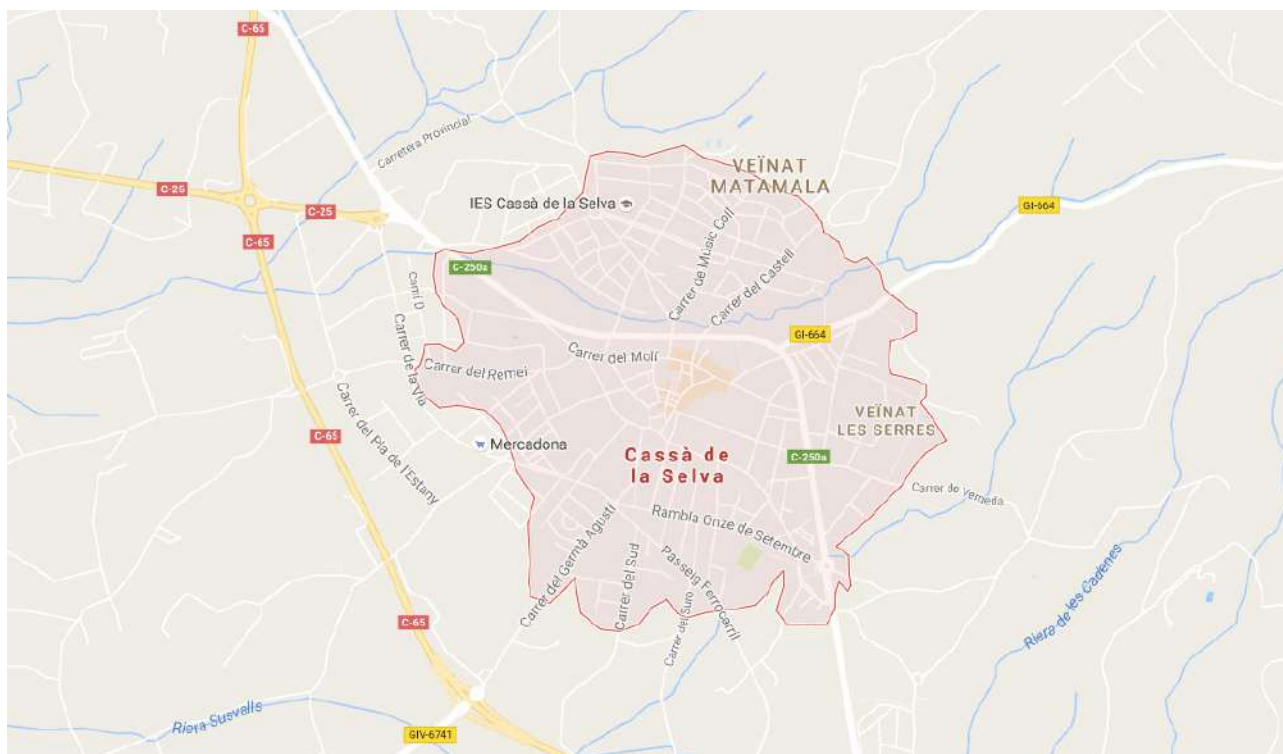 C-65
Carretera Provincial
VEÏNAT
MATAMALA
C-25
IES Cassà de la Selva
GI-664
C-25
C-65
Carrer de Músic Coll
Carrer del Castell
C-250a
Camí D
GI-664
Carrer del Molí
Carrer de la Via
Carrer del Remei
Carrer del Pla de l'Estany
VEÏNAT
LES SERRES
C-65
Mercadona
Cassà de
la Selva
C-250a
Carrer de Verneda
Rambla Onze de Setembre
Carrer del Germà Agustí
Carrer del Sud
Passeig Ferrocarril
Carrer del Suro
Riera de les Cadenes
C-65
Riera Susvalls
GIV-6741